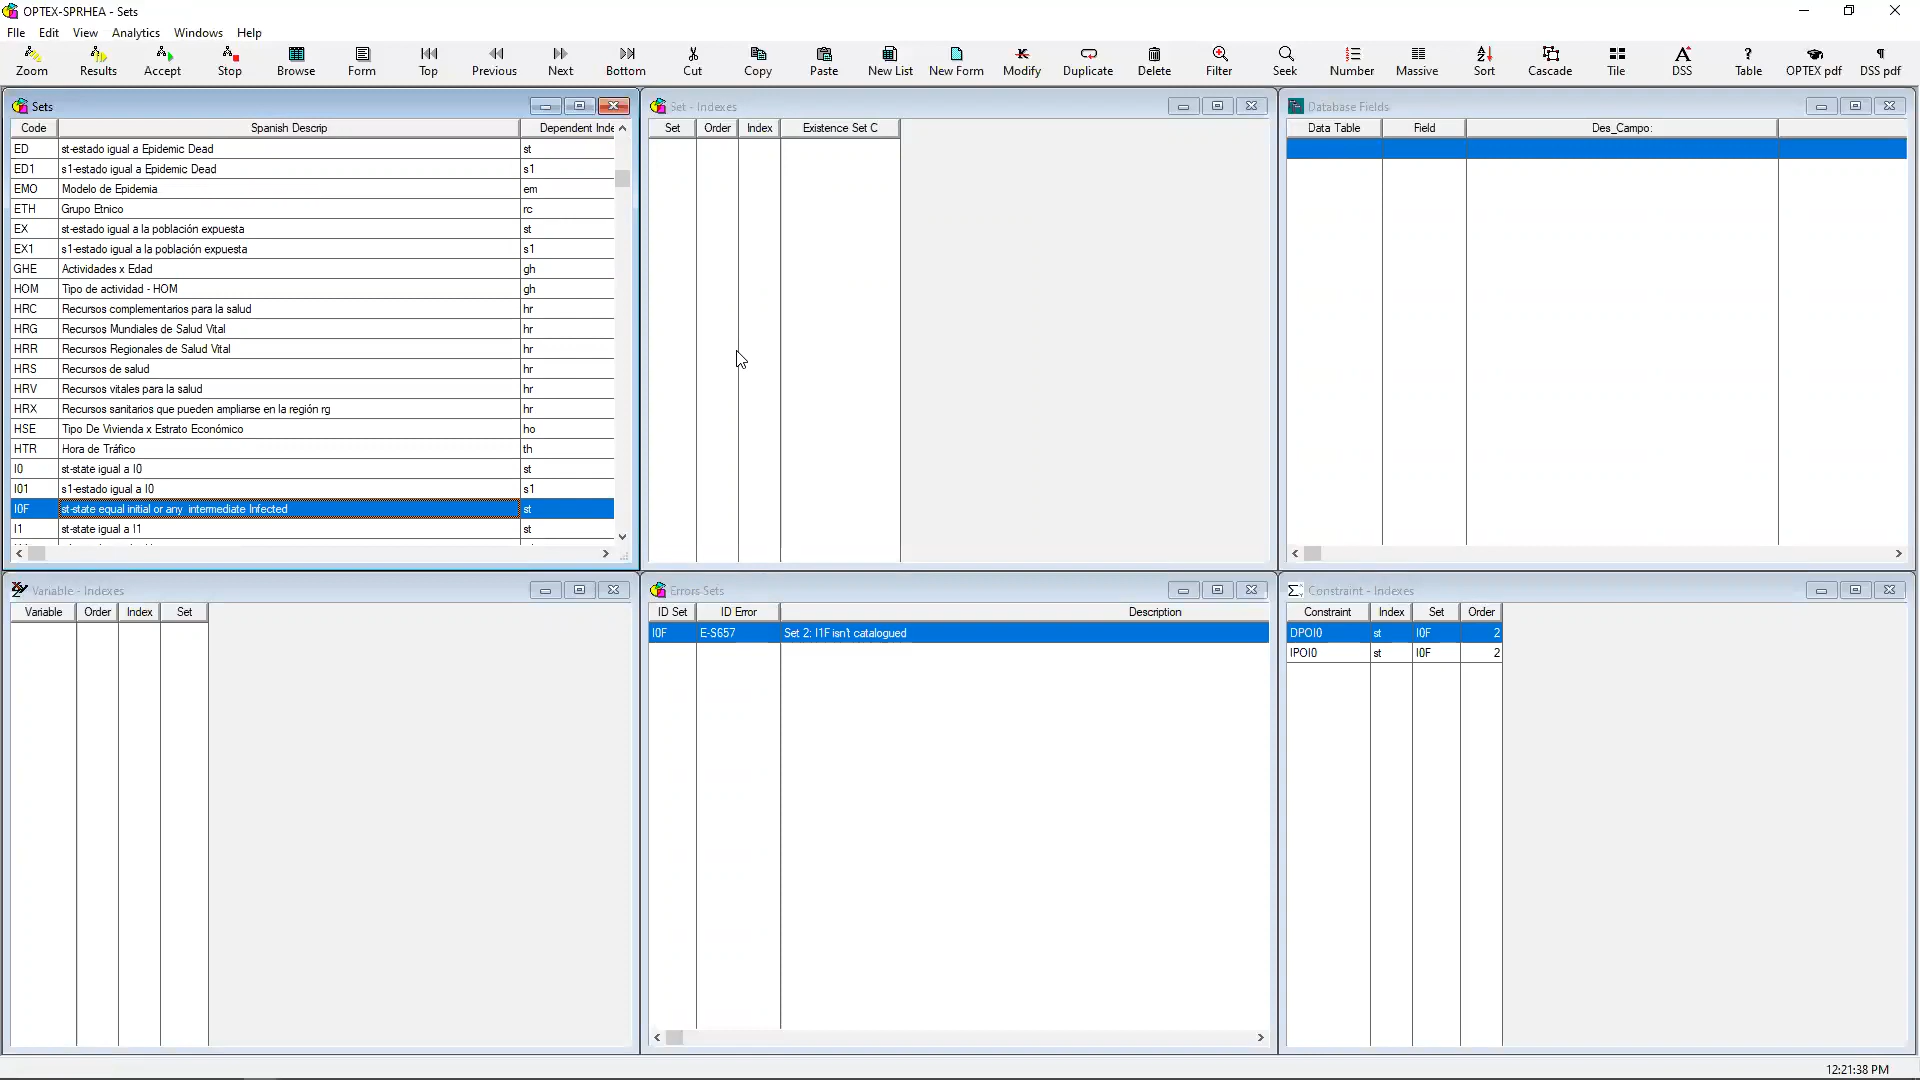 OPTEX-SPRHEA - Sets
FIle Edit View Analytics Windows Help
Zoom Results Accept Stop Browse Form Top Previous Next Bottom Cut Copy Paste New List New Form Modify Duplicate Delete Filter Seek Number Massive Sort Cascade Tile DSS Table OPTEX pdf DSS pdf
Sets
Code Spanish Descrip Dependent Inde
ED st-estado igual a Epidemic Dead st
ED1 s1-estado igual a Epidemic Dead s1
EMO Modelo de Epidemia em
ETH Grupo Etnico rc
EX st-estado igual a la población expuesta st
EX1 s1-estado igual a la población expuesta s1
GHE Actividades x Edad gh
HOM Tipo de actividad - HOM gh
HRC Recursos complementarios para la salud hr
HRG Recursos Mundiales de Salud Vital hr
HRR Recursos Regionales de Salud Vital hr
HRS Recursos de salud hr
HRV Recursos vitales para la salud hr
HRX Recursos sanitarios que pueden ampliarse en la región rg hr
HSE Tipo De Vivienda x Estrato Económico ho
HTR Hora de Tráfico th
I0 st-state igual a I0 st
I01 s1-estado igual a I0 s1
I0F st-state equal initial or any intermediate Infected st
I1 st-state igual a I1 st
Set - Indexes
Set Order Index Existence Set C
Database Fields
Data Table Field Des_Campo:
Variable - Indexes
Variable Order Index Set
Errors-Sets
ID Set ID Error Description
I0F E-S657 Set 2: I1F isn't catalogued
Constraint - Indexes
Constraint Index Set Order
DPOI0 st I0F 2
IPOI0 st I0F 2
12:21:38 PM